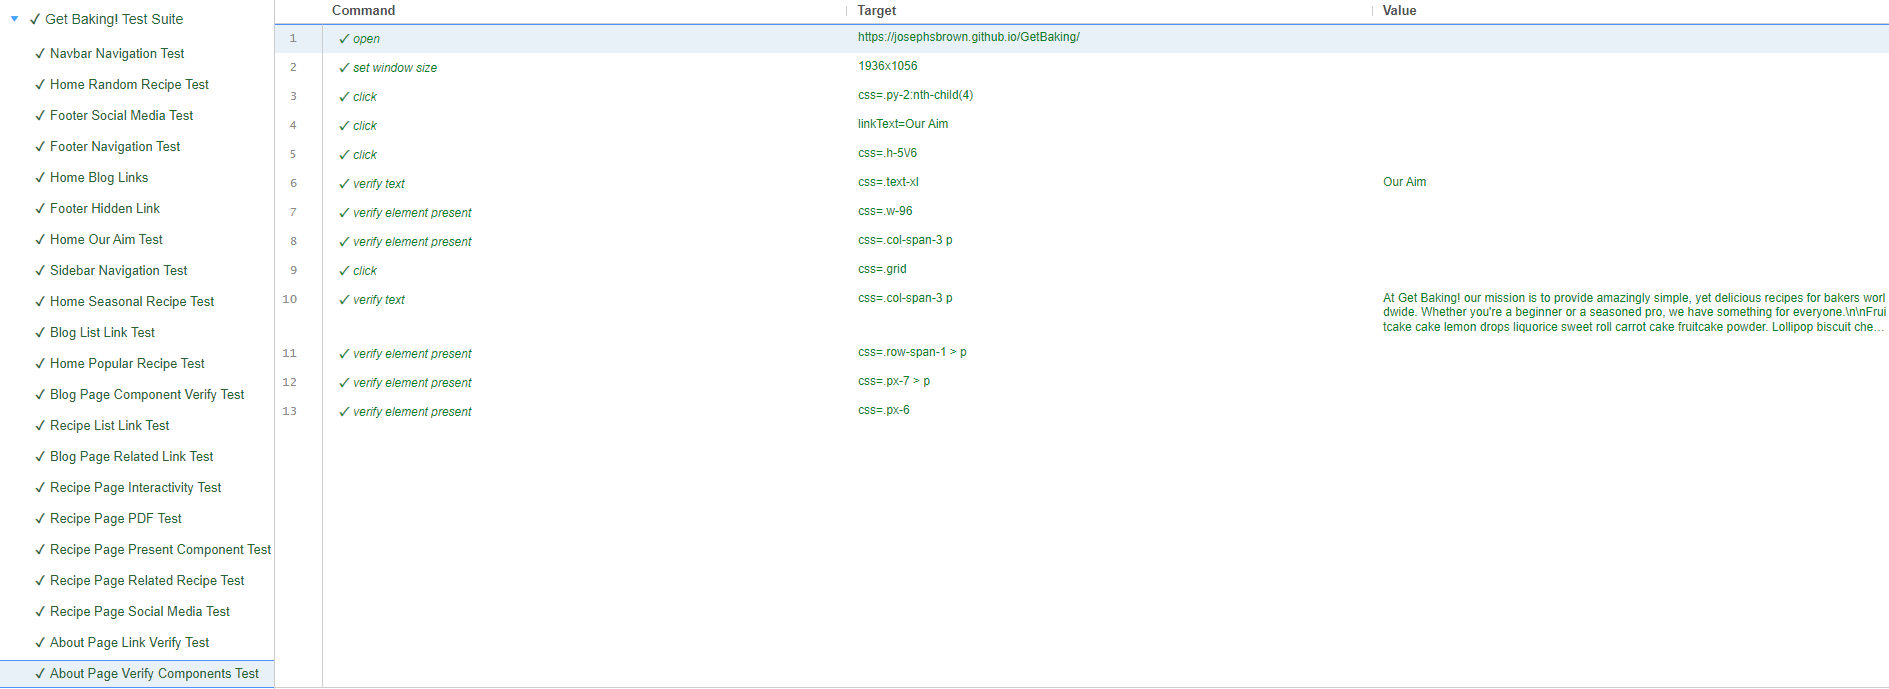 ✓ Get Baking! Test Suite
✓ Navbar Navigation Test
✓ Home Random Recipe Test
✓ Footer Social Media Test
✓ Footer Navigation Test
✓ Home Blog Links
✓ Footer Hidden Link
✓ Home Our Aim Test
✓ Sidebar Navigation Test
✓ Home Seasonal Recipe Test
✓ Blog List Link Test
✓ Home Popular Recipe Test
✓ Blog Page Component Verify Test
✓ Recipe List Link Test
✓ Blog Page Related Link Test
✓ Recipe Page Interactivity Test
✓ Recipe Page PDF Test
✓ Recipe Page Present Component Test
✓ Recipe Page Related Recipe Test
✓ Recipe Page Social Media Test
✓ About Page Link Verify Test
✓ About Page Verify Components Test
Command Target Value
1 ✓ open https://josephsbrown.github.io/GetBaking/
2 ✓ set window size 1936x1056
3 ✓ click css=.py-2:nth-child(4)
4 ✓ click linkText=Our Aim
5 ✓ click css=.h-5\/6
6 ✓ verify text css=.text-xl Our Aim
7 ✓ verify element present css=.w-96
8 ✓ verify element present css=.col-span-3 p
9 ✓ click css=.grid
10 ✓ verify text css=.col-span-3 p At Get Baking! our mission is to provide amazingly simple, yet delicious recipes for bakers worl
dwide. Whether you're a beginner or a seasoned pro, we have something for everyone.\n\nFrui
tcake cake lemon drops liquorice sweet roll carrot cake fruitcake powder. Lollipop biscuit che...
11 ✓ verify element present css=.row-span-1 > p
12 ✓ verify element present css=.px-7 > p
13 ✓ verify element present css=.px-6